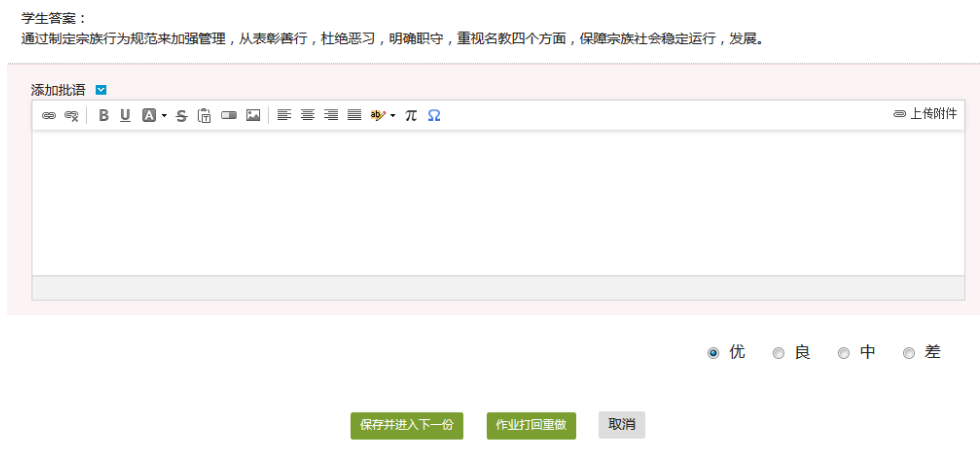 学生答案：
通过制定宗族行为规范来加强管理，从表彰善行，杜绝恶习，明确职守，重视名教四个方面，保障宗族社会稳定运行，发展。
添加批语
B U A S T ab π Ω 上传附件
优 良 中 差
保存并进入下一份 作业打回重做 取消